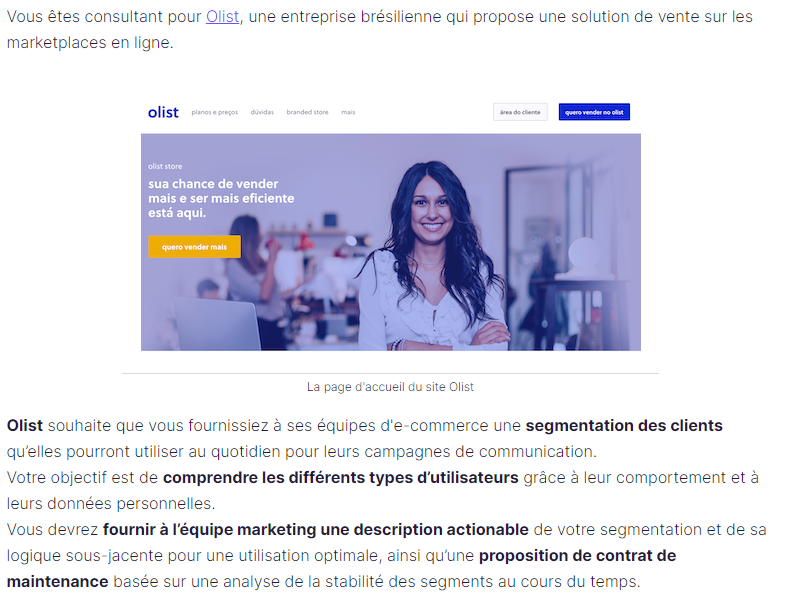 Vous êtes consultant pour Olist, une entreprise brésilienne qui propose une solution de vente sur les
marketplaces en ligne.
olist planos e preços dúvidas branded store mais área do cliente quero vender no olist
olist store
sua chance de vender
mais e ser mais eficiente
está aqui.
quero vender mais
La page d'accueil du site Olist
Olist souhaite que vous fournissiez à ses équipes d'e-commerce une segmentation des clients
qu’elles pourront utiliser au quotidien pour leurs campagnes de communication.
Votre objectif est de comprendre les différents types d’utilisateurs grâce à leur comportement et à
leurs données personnelles.
Vous devrez fournir à l’équipe marketing une description actionable de votre segmentation et de sa
logique sous-jacente pour une utilisation optimale, ainsi qu’une proposition de contrat de
maintenance basée sur une analyse de la stabilité des segments au cours du temps.